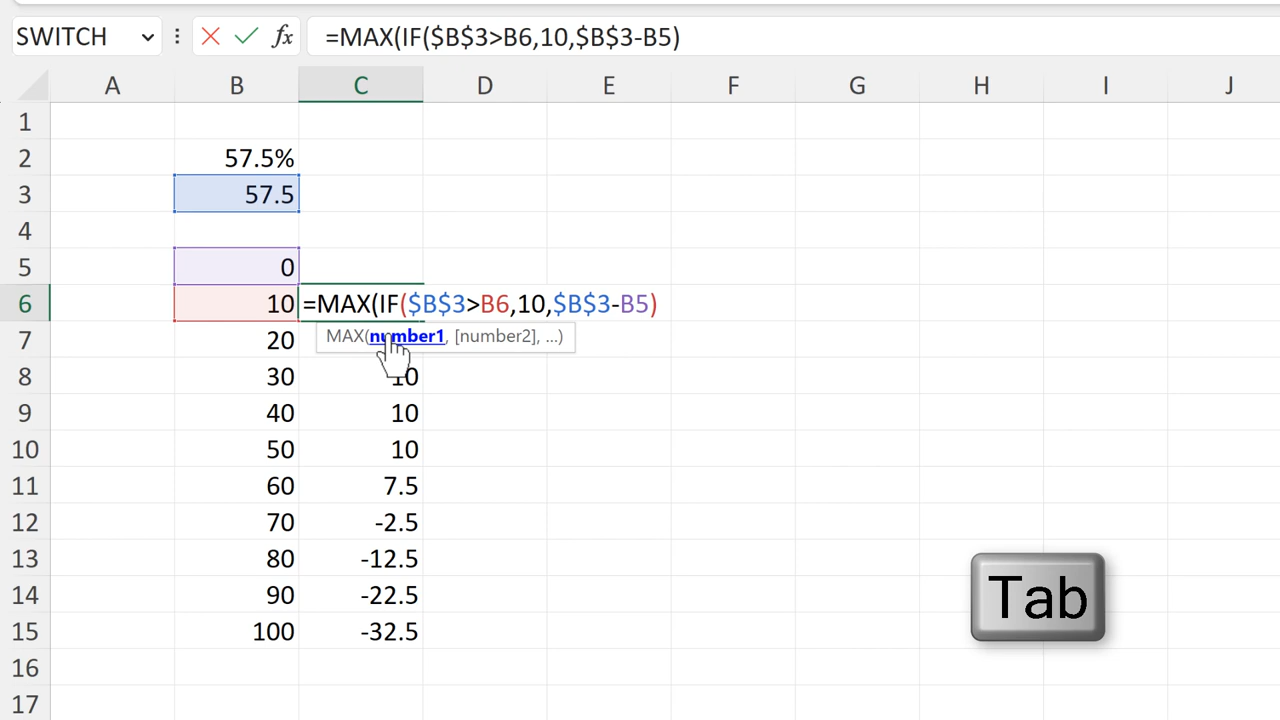 SWITCH fx =MAX(IF($B$3>B6,10,$B$3-B5)
A B C D E F G H I J
1
2 57.5%
3 57.5
4
5 0
6 10 =MAX(IF($B$3>B6,10,$B$3-B5)
7 20 MAX(number1, [number2], ...)
8 30 10
9 40 10
10 50 10
11 60 7.5
12 70 -2.5
13 80 -12.5
14 90 -22.5
Tab
15 100 -32.5
16
17